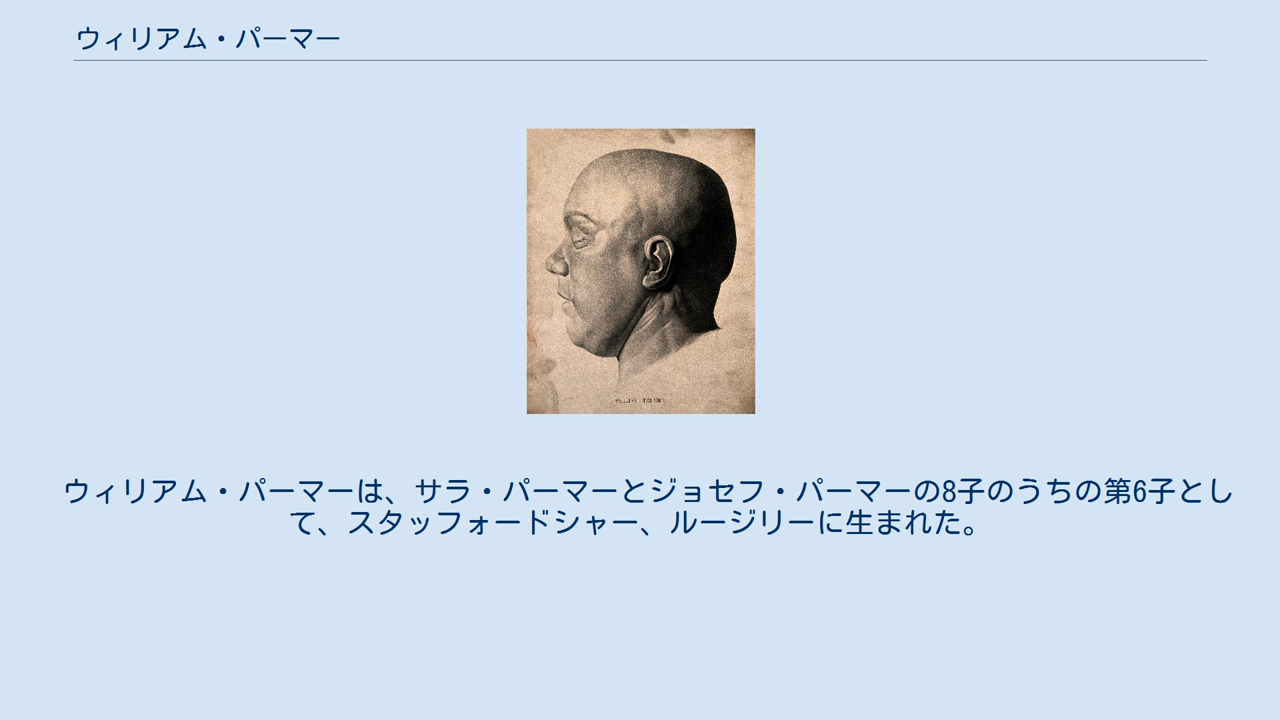 ウィリアム・パーマー
ウィリアム・パーマーは、サラ・パーマーとジョセフ・パーマーの8子のうちの第6子とし
て、スタッフォードシャー、ルージリーに生まれた。